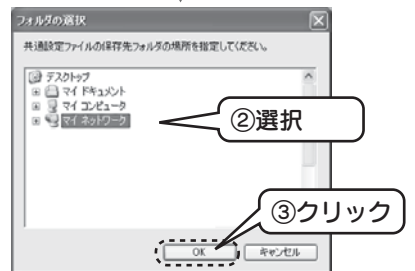 フォルダの選択
共通設定ファイルの保存先フォルダの場所を指定してください。
デスクトップ
マイ ドキュメント
マイ コンピュータ
マイ ネットワーク
②選択
③クリック
OK
キャンセル